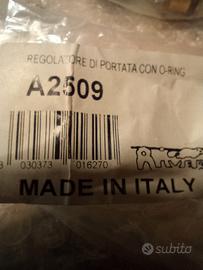 REGOLATORE DI PORTATA CON O-RING
A2509
030373 016270
MADE IN ITALY
subito